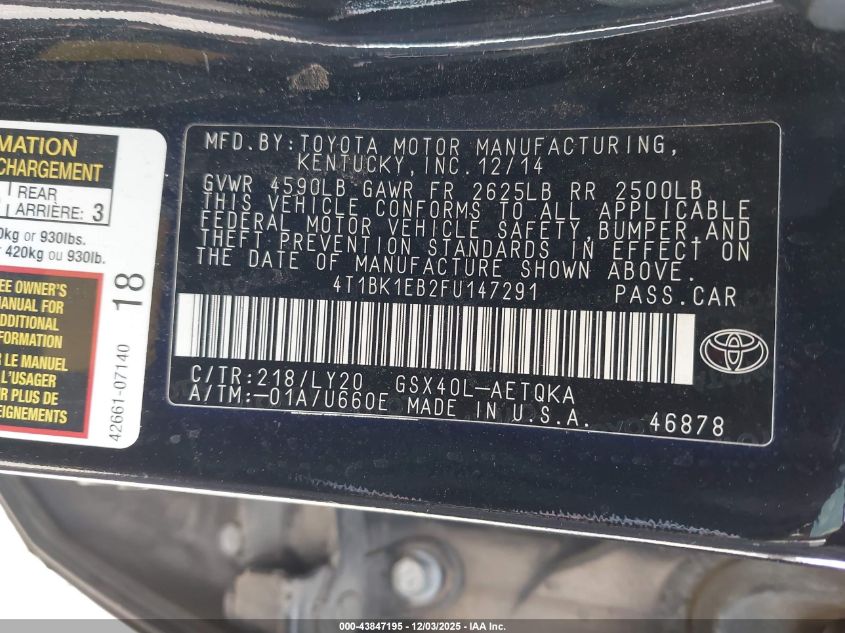 MATION
CHARGEMENT
REAR
ARRIÈRE: 3
0kg or 930lbs.
420kg ou 930lb.
EE OWNER'S
MANUAL FOR
ADDITIONAL
FORMATION
R LE MANUEL
L'USAGER
R PLUS DE
18
42661-07140
MFD.BY:TOYOTA MOTOR MANUFACTURING,
KENTUCKY,INC.12/14
GVWR 4590LB GAWR FR 2625LB RR 2500LB
THIS VEHICLE CONFORMS TO ALL APPLICABLE
FEDERAL MOTOR VEHICLE SAFETY,BUMPER,AND
THEFT PREVENTION STANDARDS IN EFFECT ON
THE DATE OF MANUFACTURE SHOWN ABOVE.
4T1BK1EB2FU147291 PASS.CAR
C/TR:218/LY20 GSX40L-AETQKA
A/TM:-01A/U660E MADE IN U.S.A. 46878
000-43847195 - 12/03/2025 - IAA Inc.